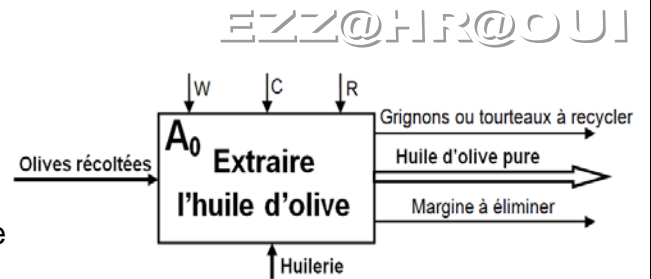 EZZ@HR@OUI
W C R
A0 Extraire l'huile d'olive
Olives récoltées
Grignons ou tourteaux à recycler
Huile d'olive pure
Margine à éliminer
e
Huilerie